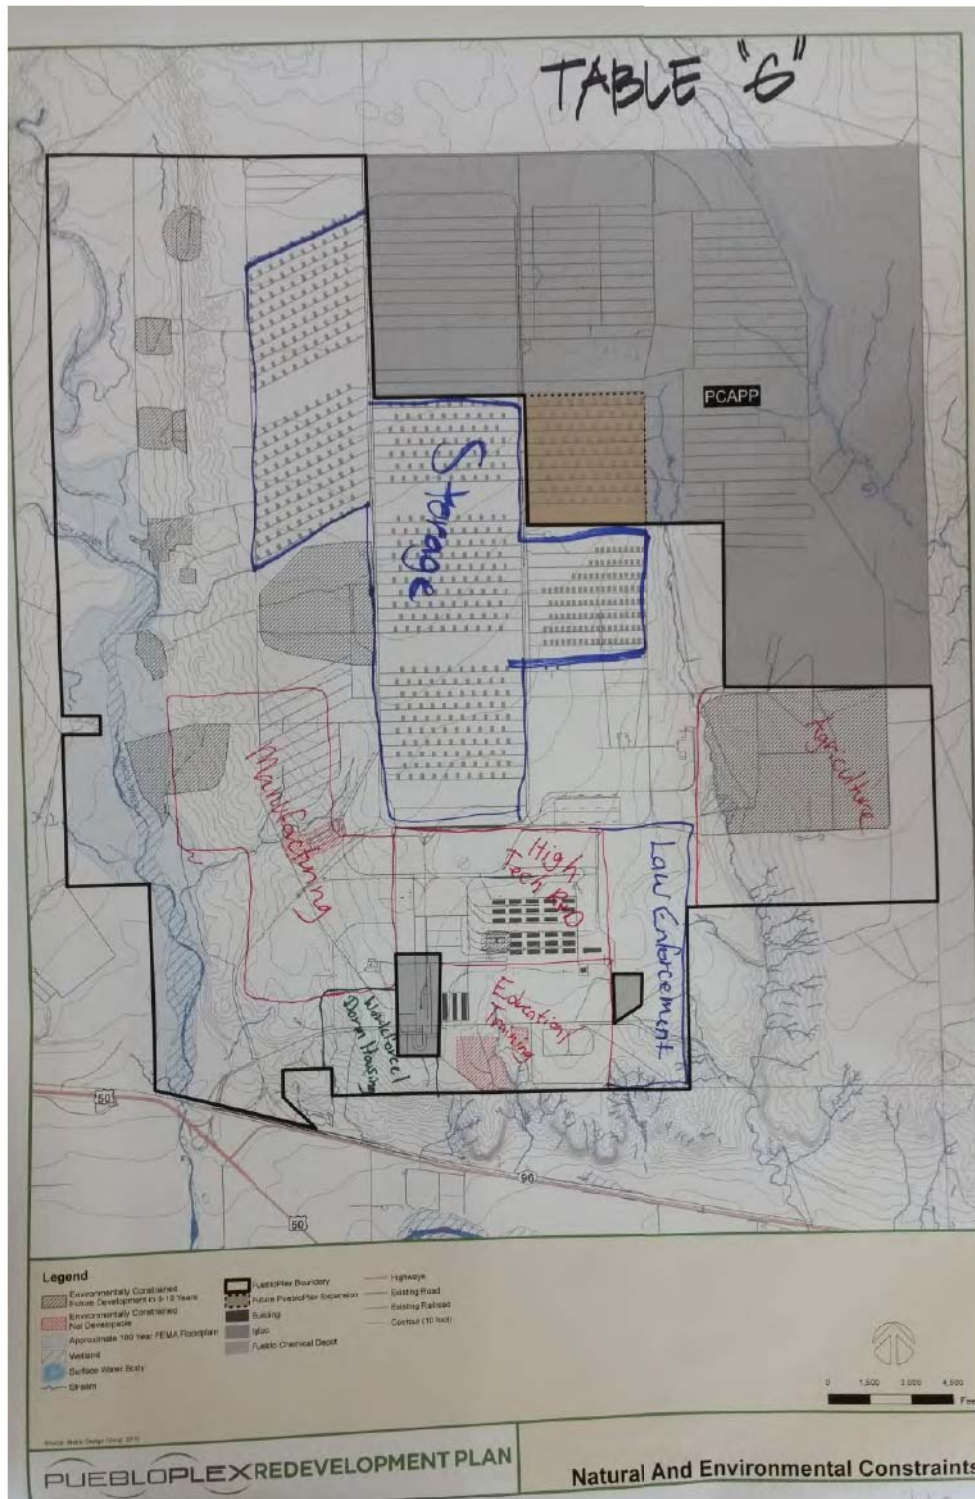 TABLE "6"
PCAPP
Storage
Manufacturing
Agriculture
High
Tech R&D
Law Enforcement
Education/
Training
Workforce/
Dorm Housing
50
96
50
Legend
Environmentally Constrained
Future Development in 5-10 Years
Environmentally Constrained
Not Developable
Approximate 100 Year FEMA Floodplain
Wetland
Surface Water Body
Stream
PuebloPlex Boundary
Future PuebloPlex Expansion
Building
Igloo
Pueblo Chemical Depot
Highways
Existing Road
Existing Railroad
Contour (10 foot)
0 1,500 3,000 4,500
Fee
PUEBLOPLEX REDEVELOPMENT PLAN
Natural And Environmental Constraints